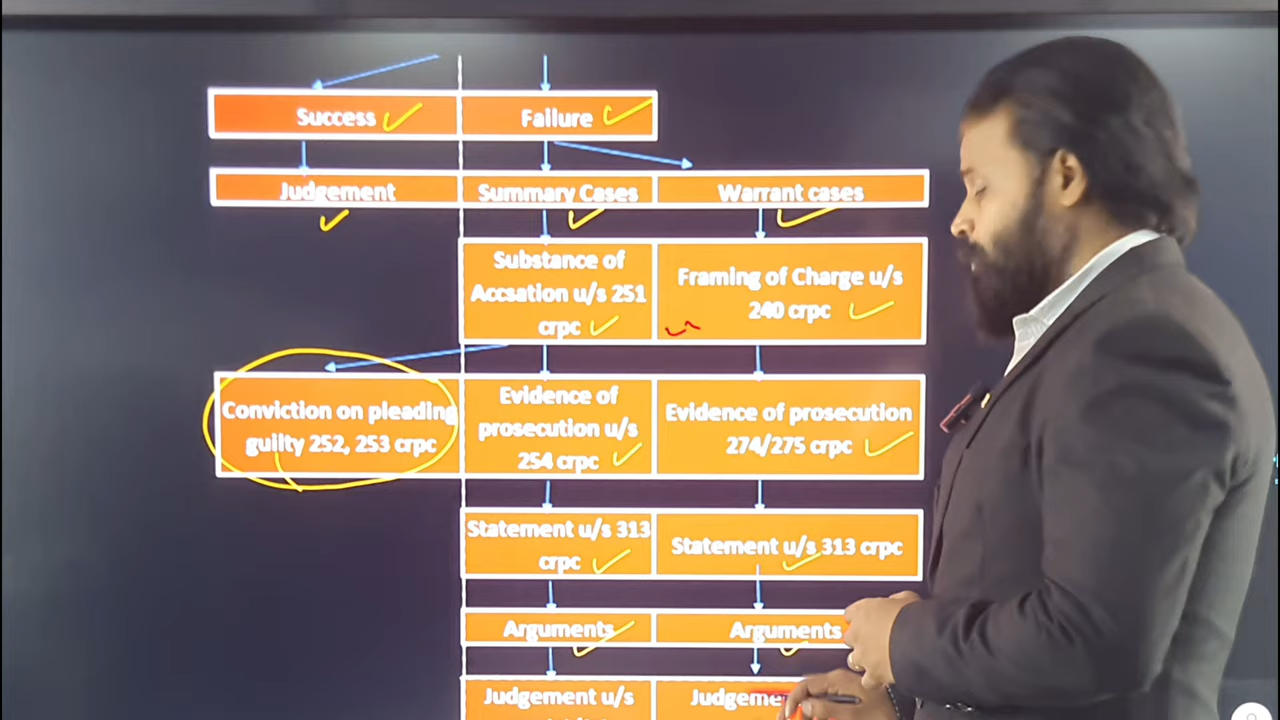 Success
Failure
Judgement
Summary Cases
Warrant cases
Substance of
Accsation u/s 251
crpc
Framing of Charge u/s
240 crpc
Conviction on pleading
guilty 252, 253 crpc
Evidence of
prosecution u/s
254 crpc
Evidence of prosecution
274/275 crpc
Statement u/s 313
crpc
Statement u/s 313 crpc
Arguments
Arguments
Judgement u/s